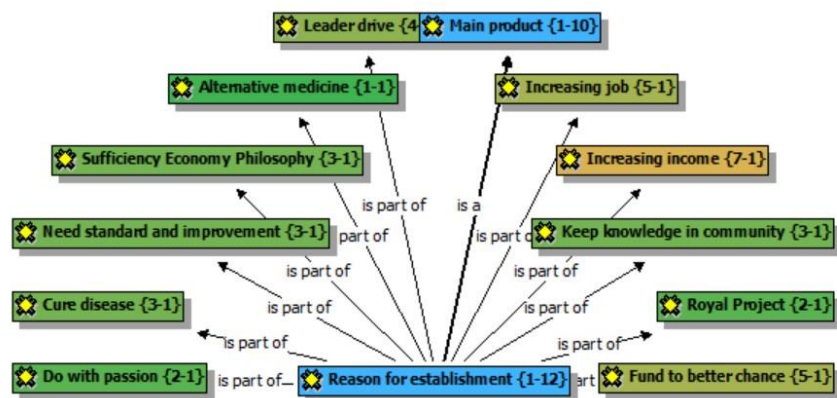 Leader drive {4- Main product {1-10}
Alternative medicine {1-1} Increasing job {5-1}
Sufficiency Economy Philosophy {3-1} Increasing income {7-1}
is part of is a
Need standard and improvement {3-1} part of is part Keep knowledge in community {3-1}
is part of is part of
Cure disease {3-1} is part of is part of Royal Project {2-1}
is part of is part of
Do with passion {2-1} is part of Reason for establishment {1-12} art Fund to better chance {5-1}